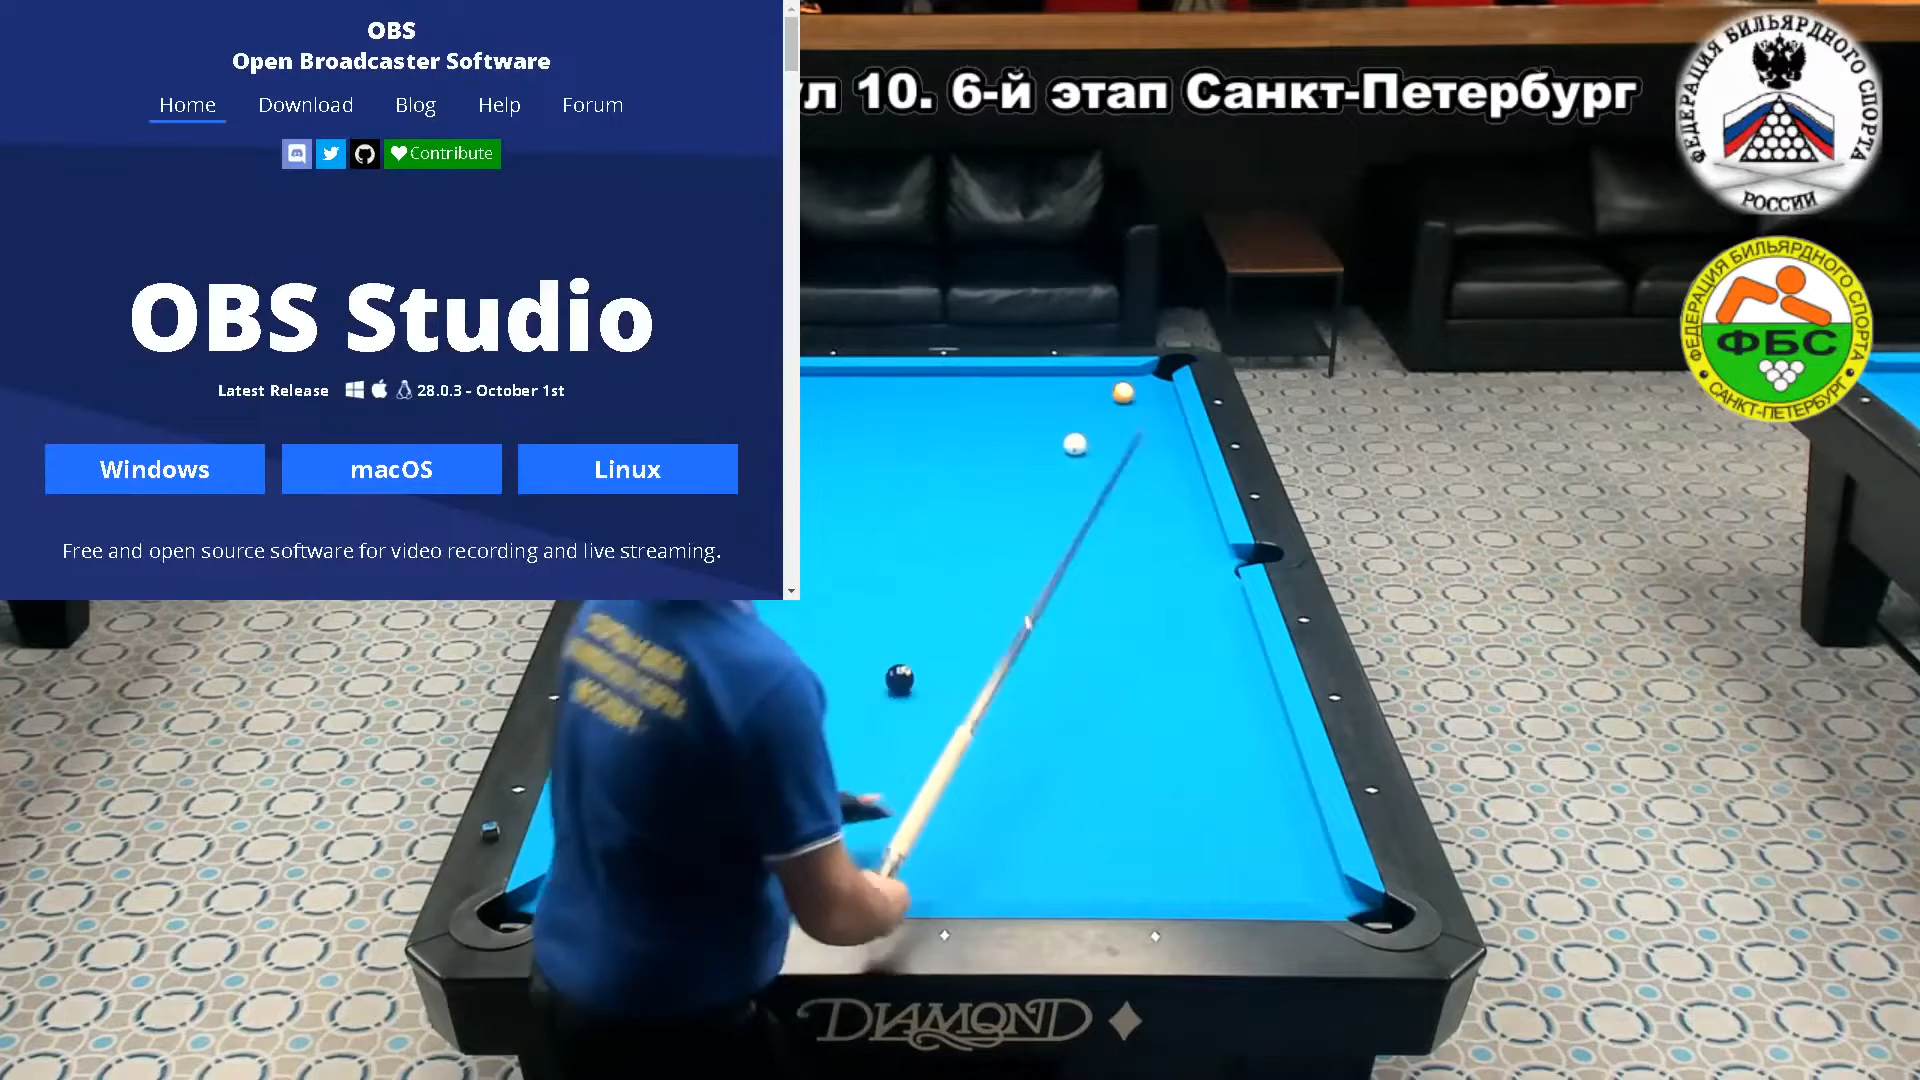 OBS
Open Broadcaster Software
Home Download Blog Help Forum
Contribute
OBS Studio
Latest Release 28.0.3 - October 1st
Windows macOS Linux
Free and open source software for video recording and live streaming.
10. 6-й этап Санкт-Петербург
ФЕДЕРАЦИЯ БИЛЬЯРДНОГО СПОРТА
РОССИИ
ФЕДЕРАЦИЯ БИЛЬЯРДНОГО СПОРТА
ФБС
САНКТ-ПЕТЕРБУРГ
DIAMOND